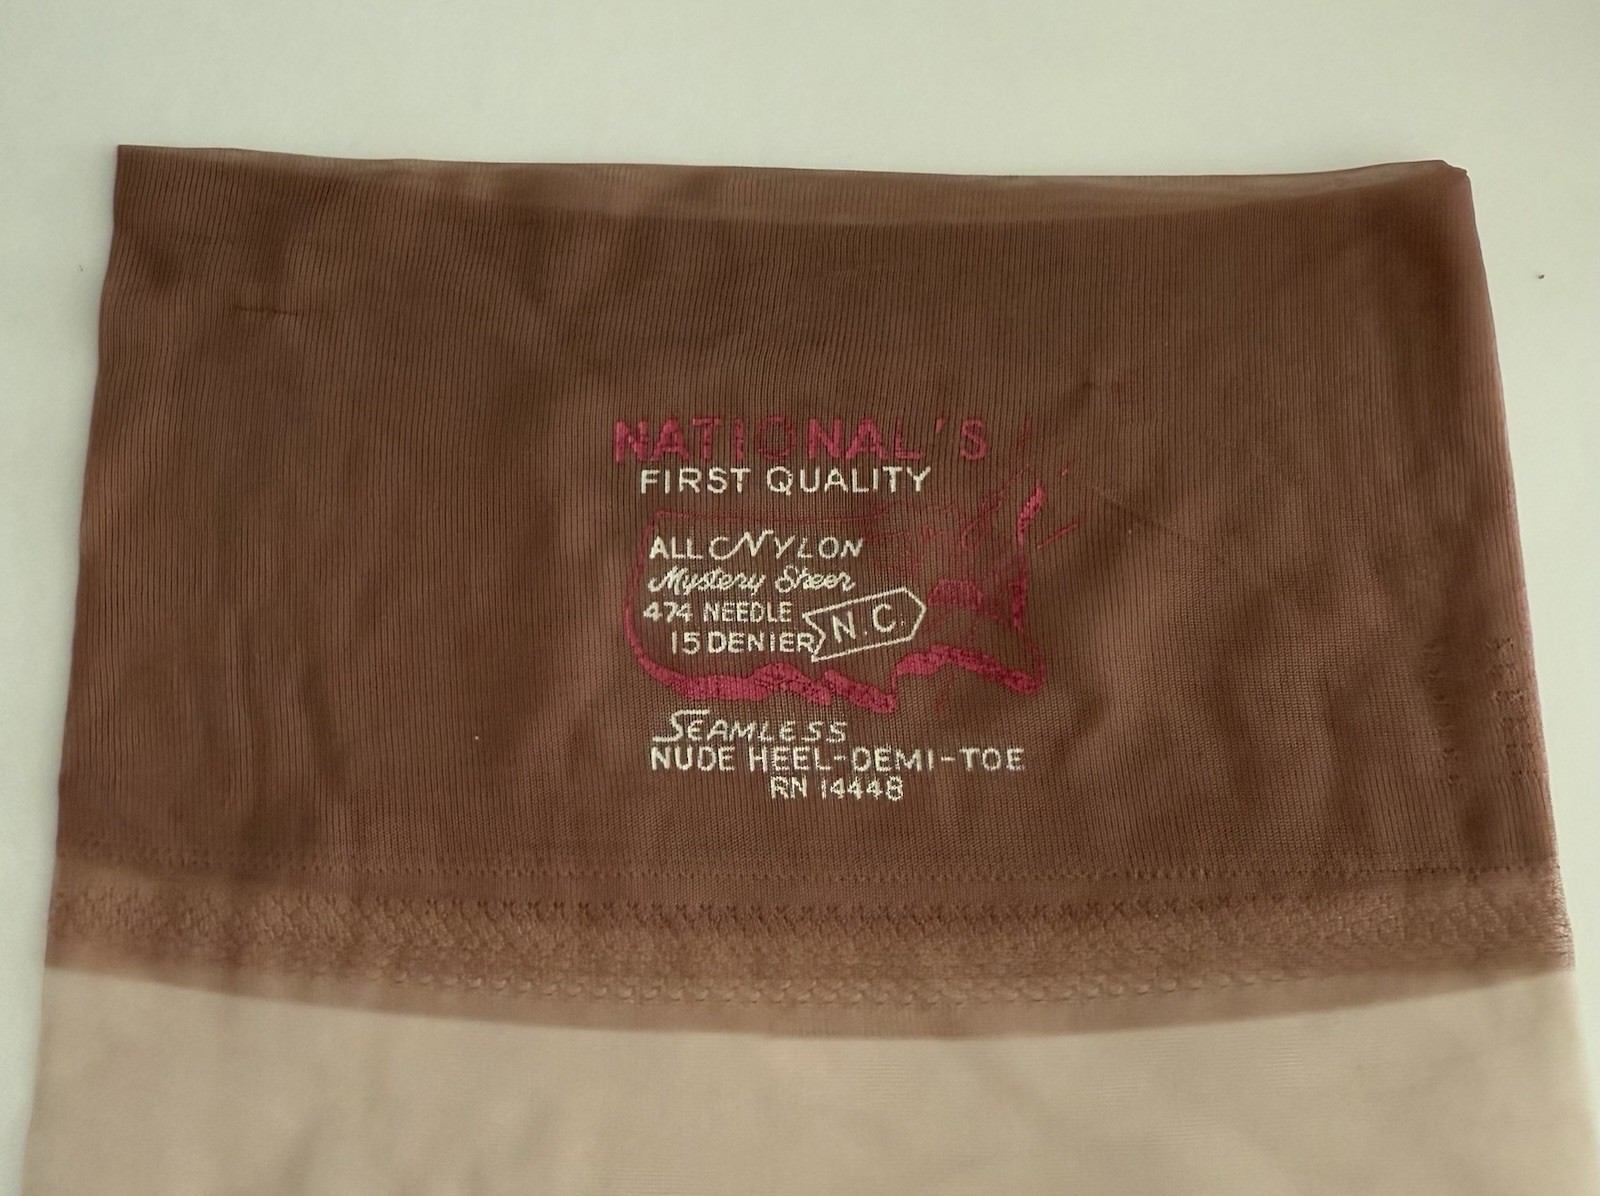 NATIONAL'S
FIRST QUALITY
ALL NYLON
Mystery Sheer
474 NEEDLE
15 DENIER
N.C.
SEAMLESS
NUDE HEEL-DEMI-TOE
RN 14448